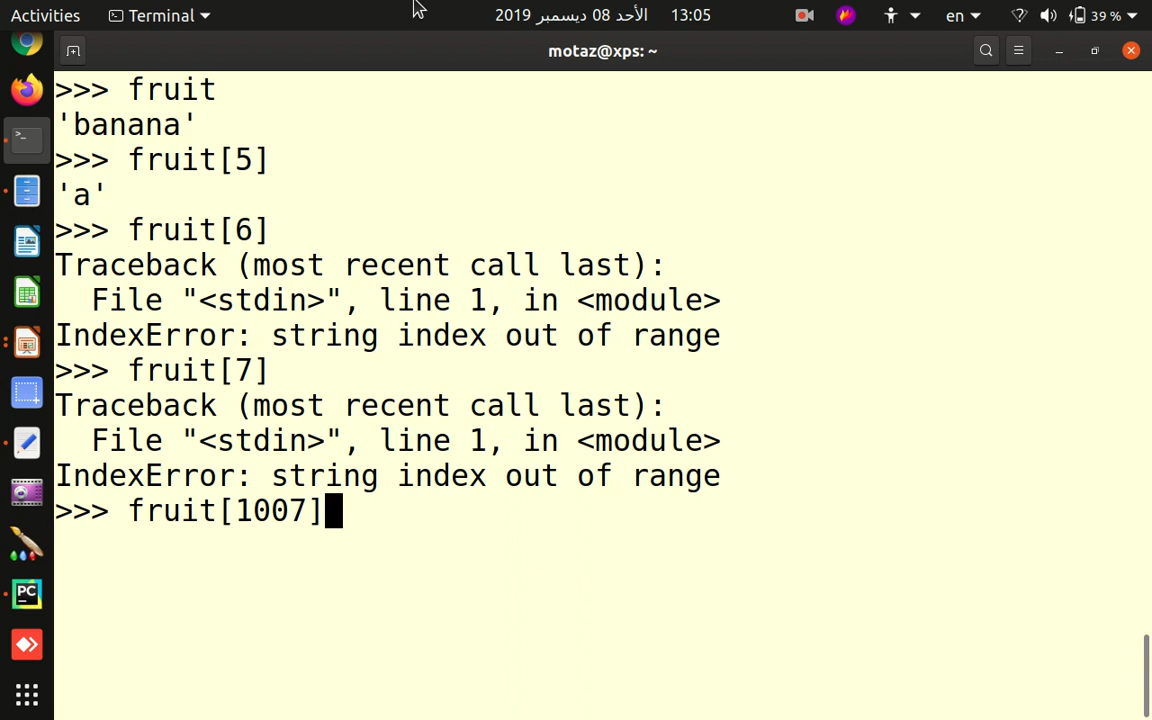 Activities Terminal 2019 الأحد 08 ديسمبر 13:05 en 39 %
motaz@xps: ~
>>> fruit
'banana'
>>> fruit[5]
'a'
>>> fruit[6]
Traceback (most recent call last):
  File "<stdin>", line 1, in <module>
IndexError: string index out of range
>>> fruit[7]
Traceback (most recent call last):
  File "<stdin>", line 1, in <module>
IndexError: string index out of range
>>> fruit[1007]
PC